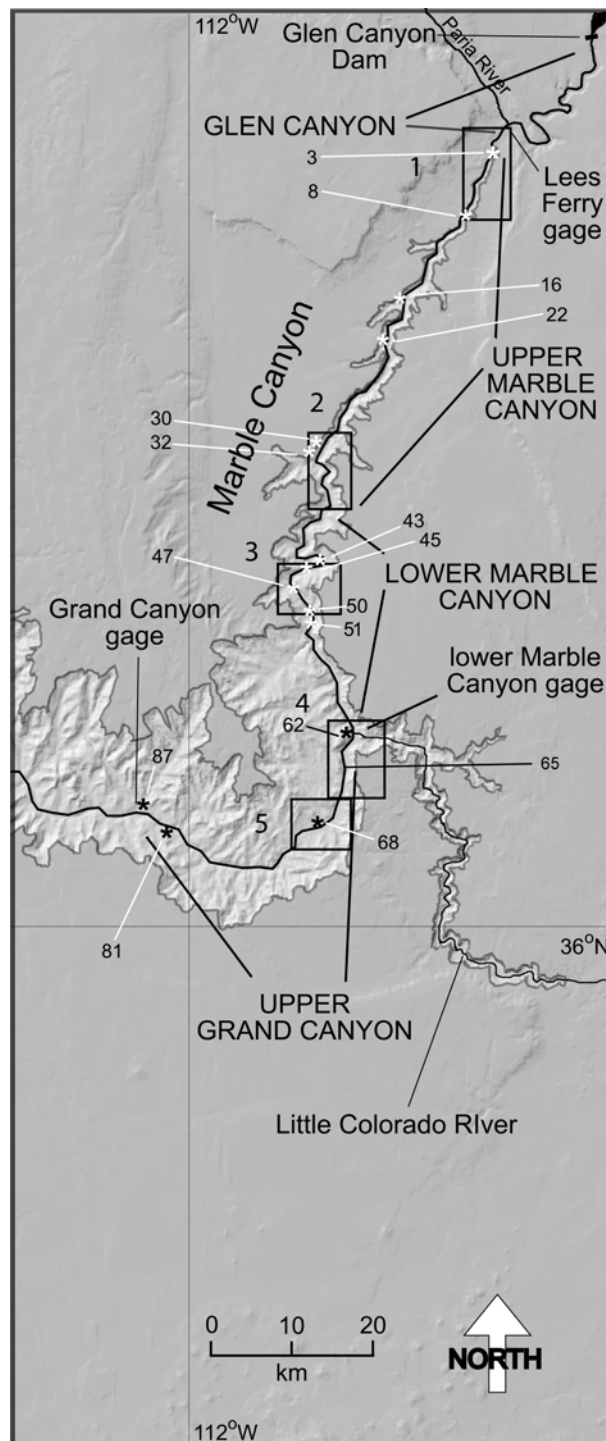 112°W
Glen Canyon
Dam
Paria River
GLEN CANYON
3
1
8
Lees
Ferry
gage
16
22
UPPER
MARBLE
CANYON
Marble Canyon
2
30
32
43
3
45
47
LOWER MARBLE
CANYON
Grand Canyon
gage
50
51
lower Marble
Canyon gage
4
62
87
65
5
68
81
36°N
UPPER
GRAND CANYON
Little Colorado RIver
0 10 20
km
NORTH
112°W